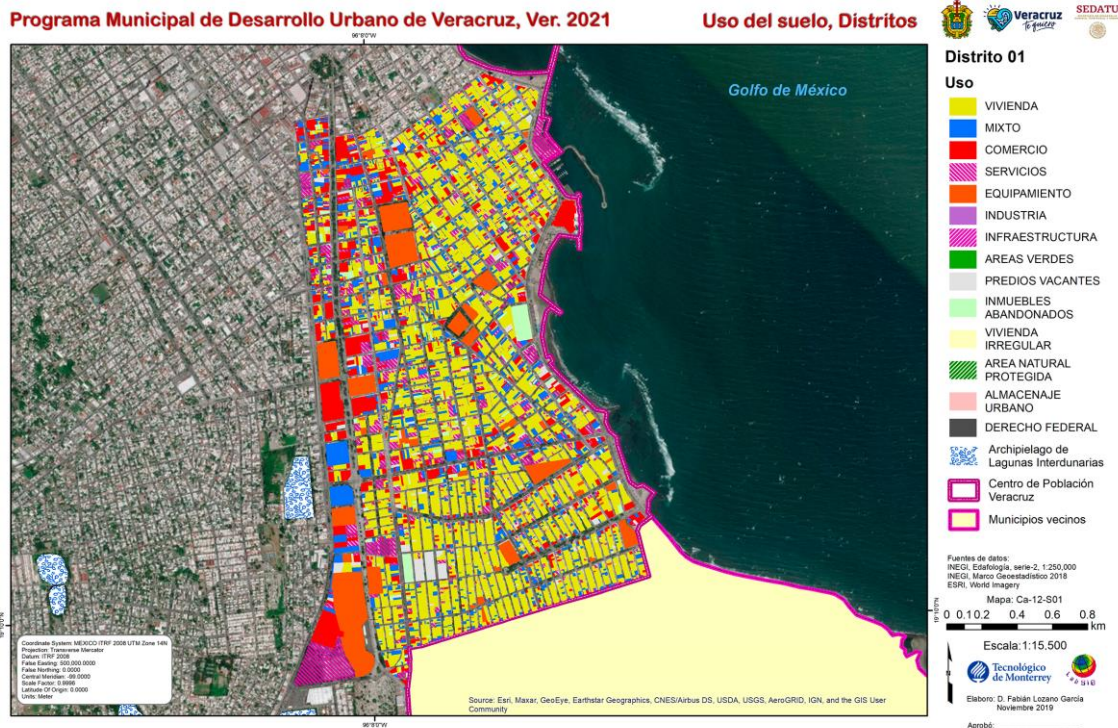 Programa Municipal de Desarrollo Urbano de Veracruz, Ver. 2021
Uso del suelo, Distritos
Veracruz
Te quiero
SEDATU
96°8'0"W
Golfo de México
Distrito 01
Uso
VIVIENDA
MIXTO
COMERCIO
SERVICIOS
EQUIPAMIENTO
INDUSTRIA
INFRAESTRUCTURA
AREAS VERDES
PREDIOS VACANTES
INMUEBLES
ABANDONADOS
VIVIENDA
IRREGULAR
AREA NATURAL
PROTEGIDA
ALMACENAJE
URBANO
DERECHO FEDERAL
Archipielago de
Lagunas Interdunarias
Centro de Población
Veracruz
Municipios vecinos
Fuentes de datos:
INEGI, Edafología, serie-2, 1:250,000
INEGI, Marco Geoestadístico 2018
ESRI, World Imagery
Mapa: Ca-12-S01
0 0.1 0.2 0.4 0.6 0.8
km
Escala:1:15,500
Tecnológico
de Monterrey
Elaboro: D. Fabián Lozano García
Noviembre 2019
Aprobó:
19°10'0"N
19°10'0"N
Coordinate System: MEXICO ITRF 2008 UTM Zone 14N
Projection: Transverse Mercator
Datum: ITRF 2008
False Easting: 500,000.0000
False Northing: 0.0000
Central Meridian: -99.0000
Scale Factor: 0.9996
Latitude Of Origin: 0.0000
Units: Meter
Source: Esri, Maxar, GeoEye, Earthstar Geographics, CNES/Airbus DS, USDA, USGS, AeroGRID, IGN, and the GIS User
Community
96°8'0"W